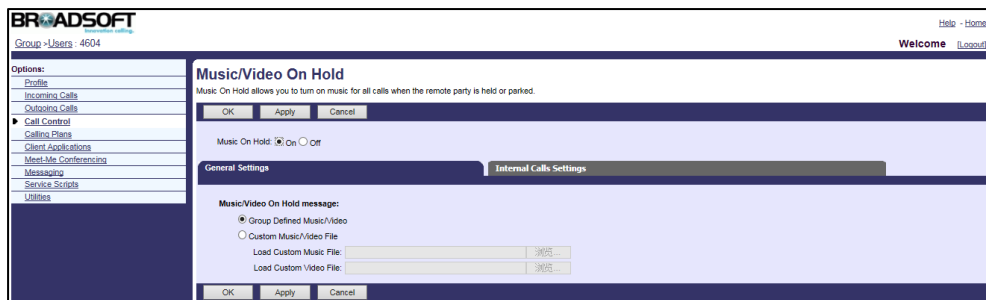 BROADSOFT
innovation calling.
Help - Home
Group >Users : 4604
Welcome [Logout]
Options:
Profile
Incoming Calls
Outgoing Calls
Call Control
Calling Plans
Client Applications
Meet-Me Conferencing
Messaging
Service Scripts
Utilities
Music/Video On Hold
Music On Hold allows you to turn on music for all calls when the remote party is held or parked.
OK Apply Cancel
Music On Hold: On Off
General Settings Internal Calls Settings
Music/Video On Hold message:
Group Defined Music/Video
Custom Music/Video File
Load Custom Music File: 浏览...
Load Custom Video File: 浏览...
OK Apply Cancel